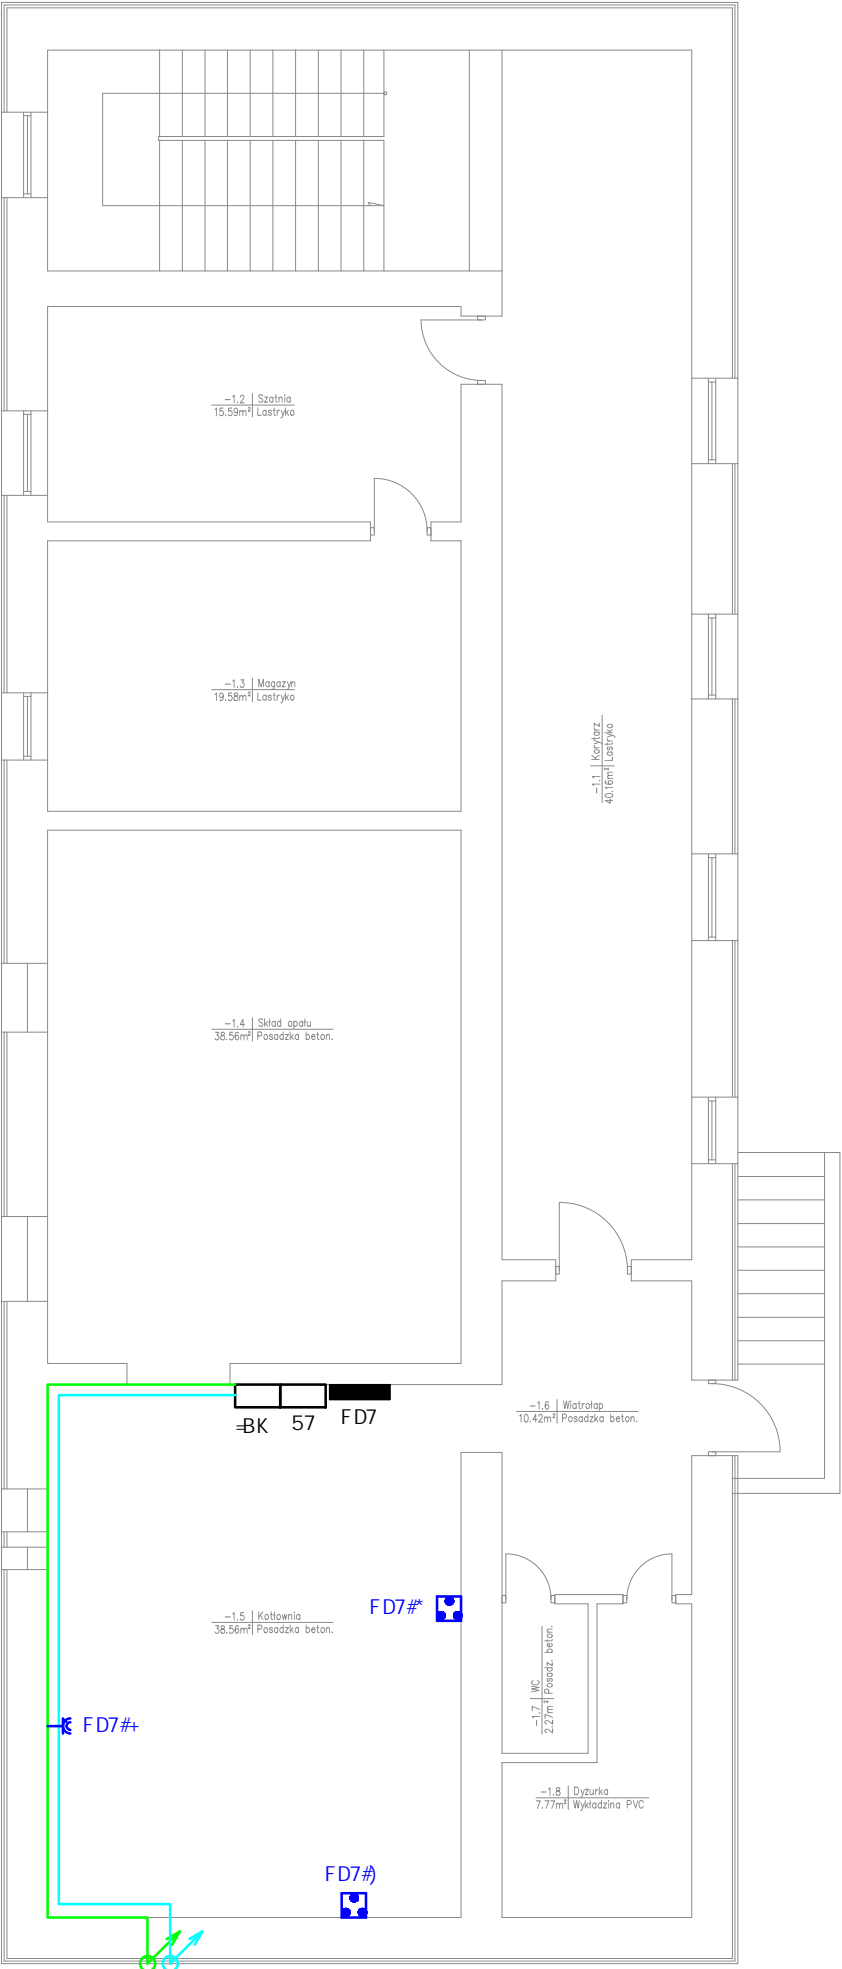 -1.2 | Szatnia
15.59m² | Lastryko
-1.3 | Magazyn
19.58m² | Lastryko
-1.1 | Korytarz
40.16m² | Lastryko
-1.4 | Skład opału
38.56m² | Posadzka beton.
=BK
57
FD7
-1.6 | Wiatrołap
10.42m² | Posadzka beton.
FD7#*
-1.5 | Kotłownia
38.56m² | Posadzka beton.
-1.7 | WC
2.27m² | Posadz. beton.
FD7#+
-1.8 | Dyżurka
7.77m² | Wykładzina PVC
FD7#)